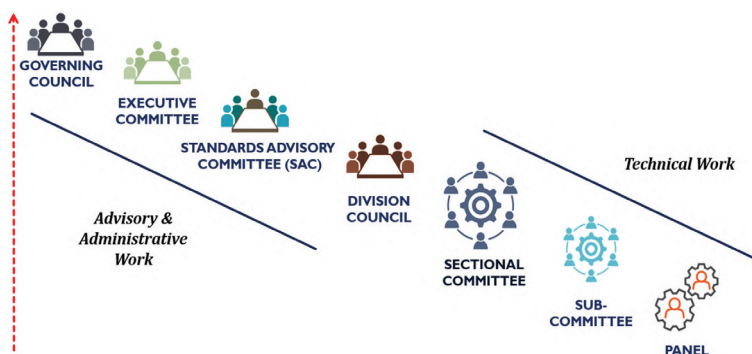 GOVERNING
COUNCIL
EXECUTIVE
COMMITTEE
STANDARDS ADVISORY
COMMITTEE (SAC)
DIVISION
COUNCIL
SECTIONAL
COMMITTEE
SUB-
COMMITTEE
PANEL
Technical Work
Advisory &
Administrative
Work